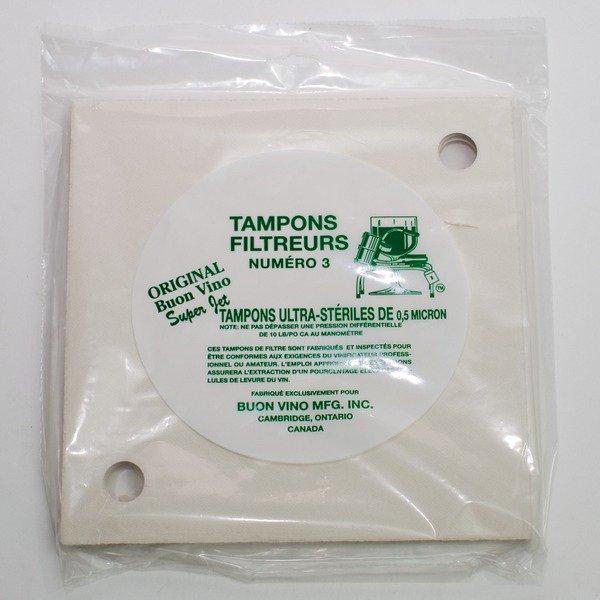 TAMPONS
FILTREURS
NUMÉRO 3
ORIGINAL
Buon Vino
Super Jet
TM
TAMPONS ULTRA-STÉRILES DE 0,5 MICRON
NOTE: NE PAS DÉPASSER UNE PRESSION DIFFÉRENTIELLE
DE 10 LB/PO CA AU MANOMÈTRE
CES TAMPONS DE FILTRE SONT FABRIQUÉS ET INSPECTÉS POUR
ÊTRE CONFORMES AUX EXIGENCES DU VINIFICATEUR PROFESS-
IONNEL OU AMATEUR. L'EMPLOI
ASSURERA L'EXTRACTION D'UN POURCENTAGE
LULES DE LEVURE DU VIN.
FABRIQUÉ EXCLUSIVEMENT POUR
BUON VINO MFG. INC.
CAMBRIDGE, ONTARIO
CANADA